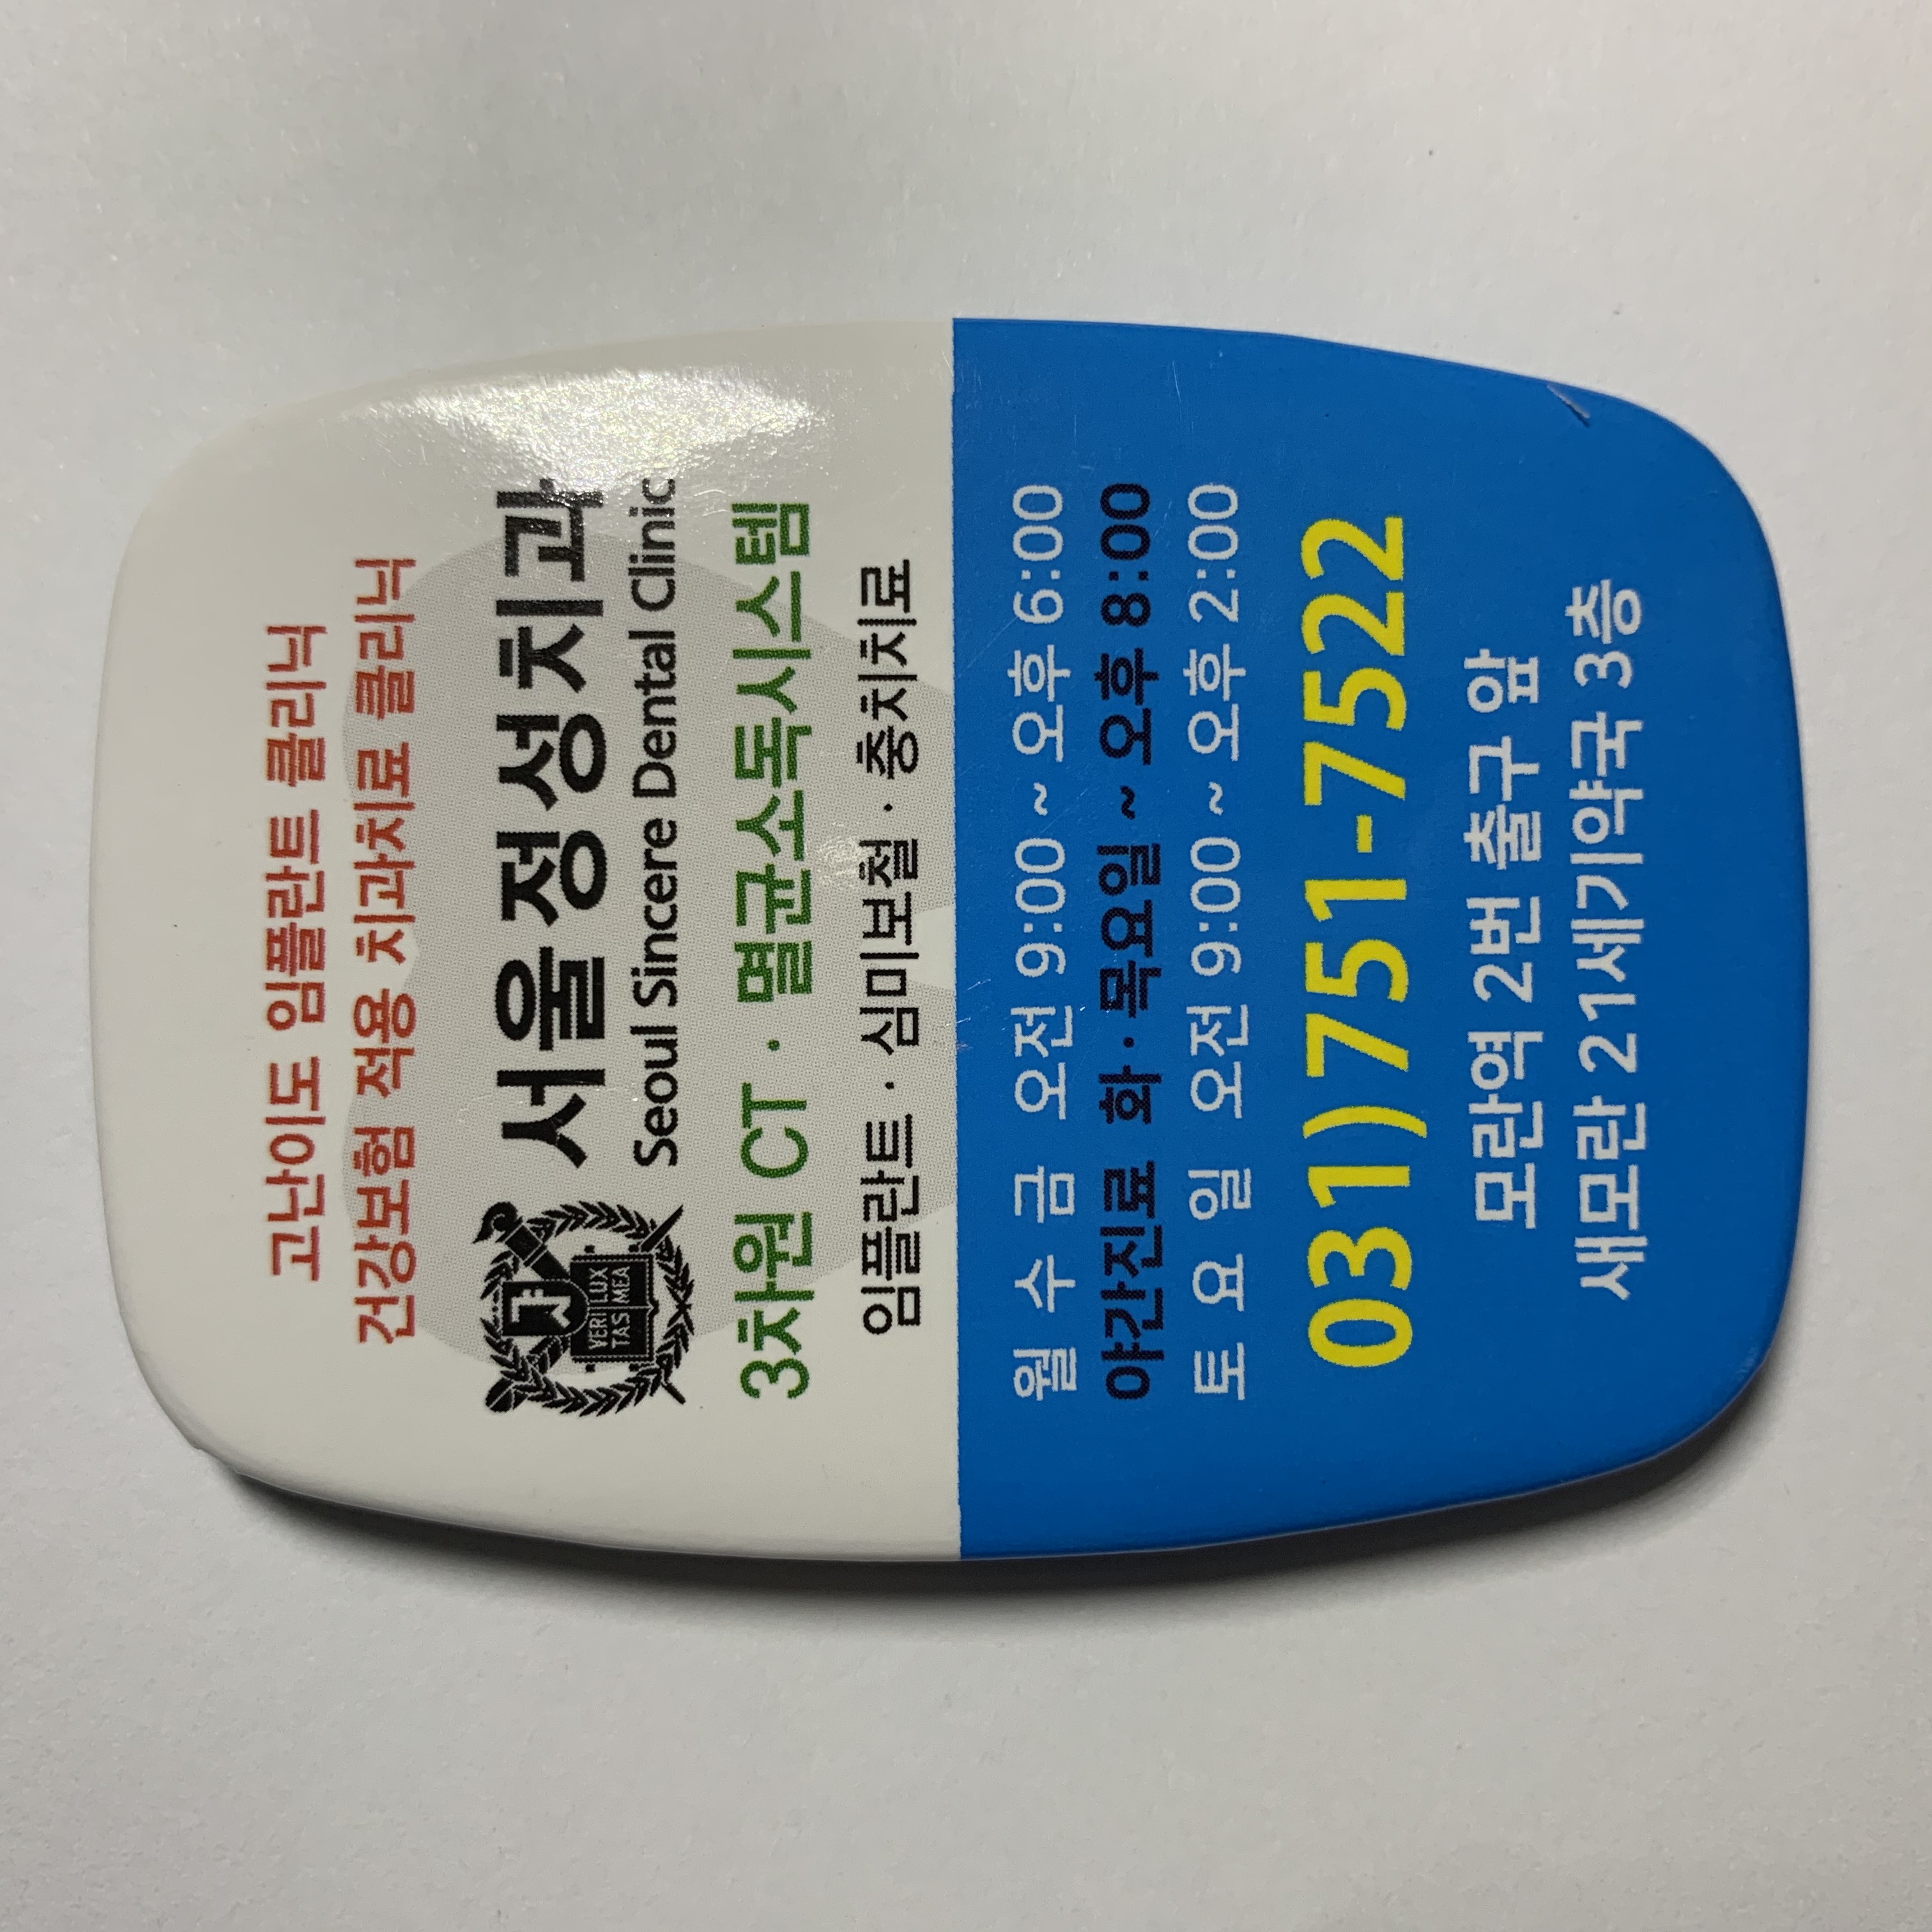 고난이도 임플란트 클리닉
건강보험 적용 치과치료 클리닉
서울정성치과
Seoul Sincere Dental Clinic
VERI LUX
TAS MEA
3차원 CT · 멸균소독시스템
임플란트 · 심미보철 · 충치치료
월 수 금 오전 9:00 ~ 오후 6:00
야간진료 화·목요일 ~ 오후 8:00
토 요 일 오전 9:00 ~ 오후 2:00
031)751-7522
모란역 2번 출구 앞
새모란 21세기약국 3층